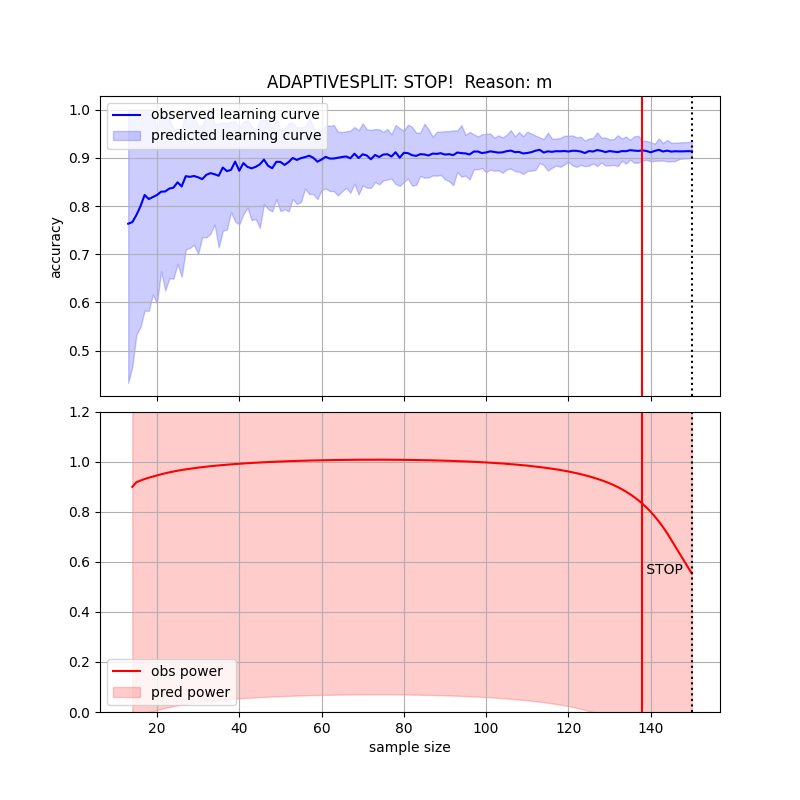 ADAPTIVESPLIT: STOP!  Reason: m
observed learning curve
predicted learning curve
1.0
0.9
0.8
0.7
0.6
0.5
accuracy
1.2
1.0
0.8
0.6
0.4
0.2
0.0
STOP
obs power
pred power
20 40 60 80 100 120 140
sample size